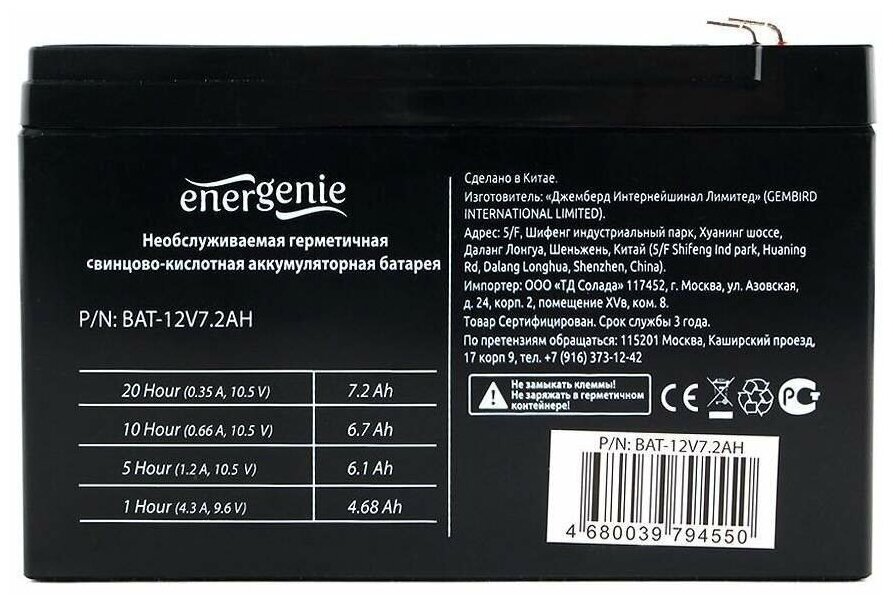 energenie
Необслуживаемая герметичная
свинцово-кислотная аккумуляторная батарея
P/N: BAT-12V7.2AH
20 Hour (0.35 A, 10.5 V) 7.2 Ah
10 Hour (0.66 A, 10.5 V) 6.7 Ah
5 Hour (1.2 A, 10.5 V) 6.1 Ah
1 Hour (4.3 A, 9.6 V) 4.68 Ah
Сделано в Китае.
Изготовитель: «Джемберд Интернейшинал Лимитед» (GEMBIRD
INTERNATIONAL LIMITED).
Адрес: 5/F, Шифенг индустриальный парк, Хуанинг шоссе,
Даланг Лонгуа, Шеньжень, Китай (5/F Shifeng Ind park, Huaning
Rd, Dalang Longhua, Shenzhen, China).
Импортер: ООО «ТД Солада» 117452, г. Москва, ул. Азовская,
д. 24, корп. 2, помещение XVв, ком. 8.
Товар Сертифицирован. Срок службы 3 года.
По претензиям обращаться: 115201 Москва, Каширский проезд,
17 корп 9, тел. +7 (916) 373-12-42
Не замыкать клеммы!
Не заряжать в герметичном
контейнере!
CE
PG
P/N: BAT-12V7.2AH
4 680039 794550